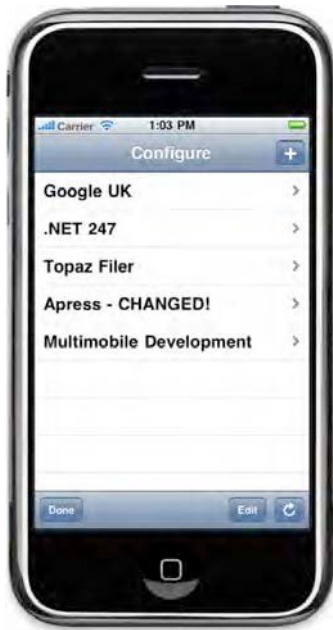 Carrier 1:03 PM
Configure +
Google UK
.NET 247
Topaz Filer
Apress - CHANGED!
Multimobile Development
Done Edit